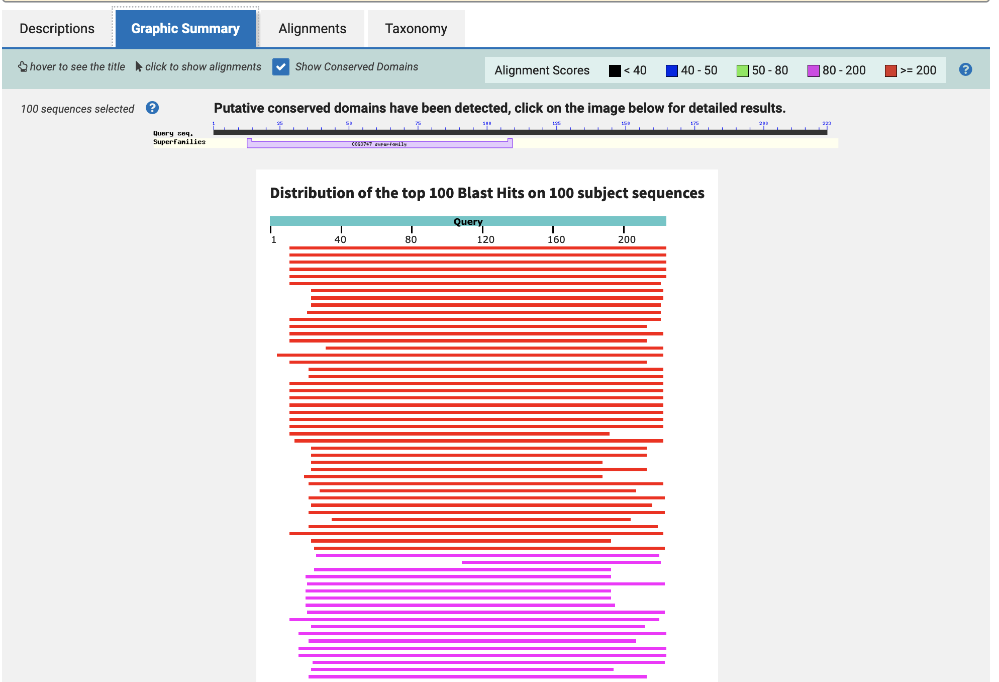 Descriptions Graphic Summary Alignments Taxonomy
hover to see the title click to show alignments Show Conserved Domains Alignment Scores < 40 40 - 50 50 - 80 80 - 200 >= 200 ?
100 sequences selected ? Putative conserved domains have been detected, click on the image below for detailed results.
1 25 50 75 100 125 150 175 200 223
Query seq.
Superfamilies COG3747 superfamily
Distribution of the top 100 Blast Hits on 100 subject sequences
Query
1 40 80 120 160 200